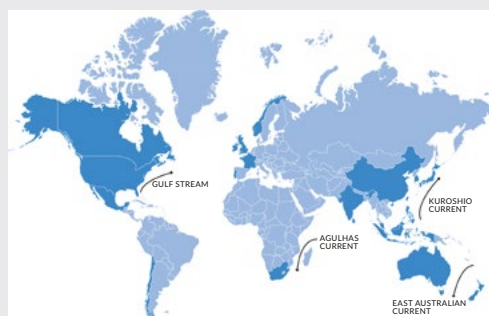 GULF STREAM
KUROSHIO
CURRENT
AGULHAS
CURRENT
EAST AUSTRALIAN
CURRENT